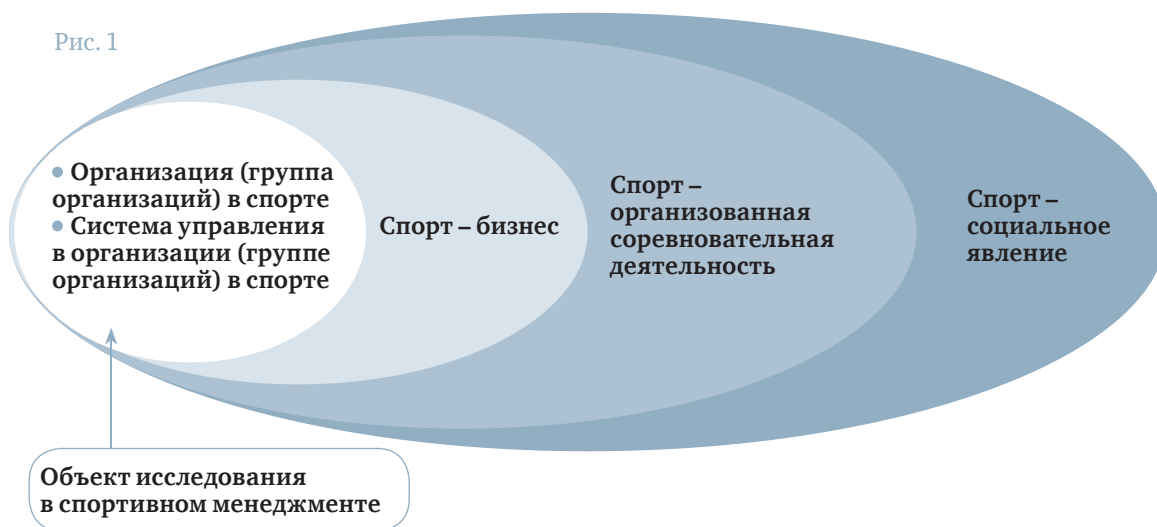 Рис. 1
● Организация (группа
организаций) в спорте
● Система управления
в организации (группе
организаций) в спорте
Спорт – бизнес
Спорт –
организованная
соревновательная
деятельность
Спорт –
социальное
явление
Объект исследования
в спортивном менеджменте